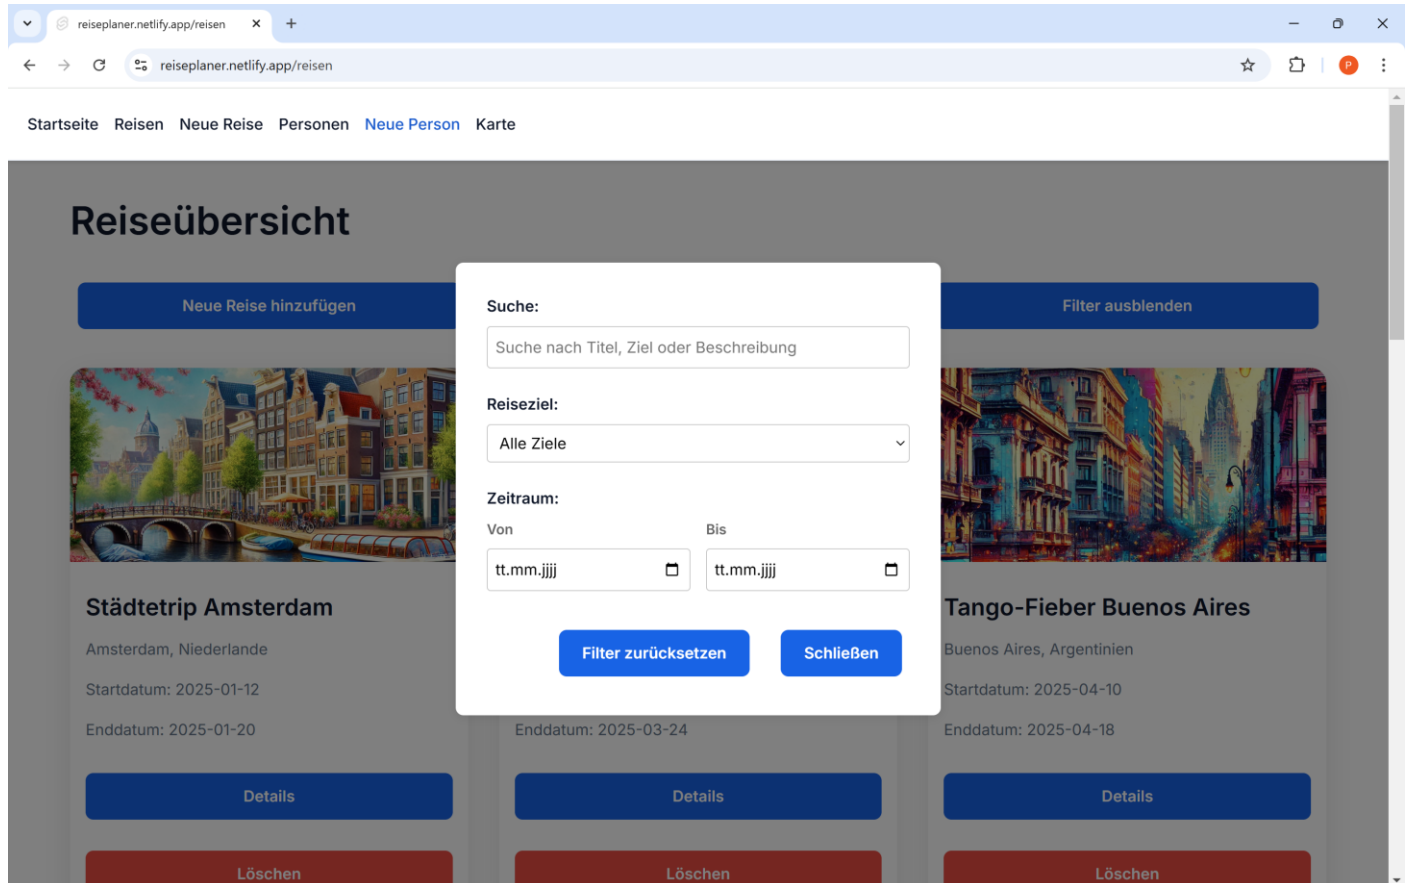 reiseplaner.netlify.app/reisen
reiseplaner.netlify.app/reisen
P
Startseite Reisen Neue Reise Personen Neue Person Karte
Reiseübersicht
Neue Reise hinzufügen
Filter ausblenden
Suche:
Suche nach Titel, Ziel oder Beschreibung
Reiseziel:
Alle Ziele
Zeitraum:
Von Bis
tt.mm.jjjj tt.mm.jjjj
Filter zurücksetzen Schließen
Städtetrip Amsterdam
Amsterdam, Niederlande
Startdatum: 2025-01-12
Enddatum: 2025-01-20
Details
Löschen
Enddatum: 2025-03-24
Details
Löschen
Tango-Fieber Buenos Aires
Buenos Aires, Argentinien
Startdatum: 2025-04-10
Enddatum: 2025-04-18
Details
Löschen